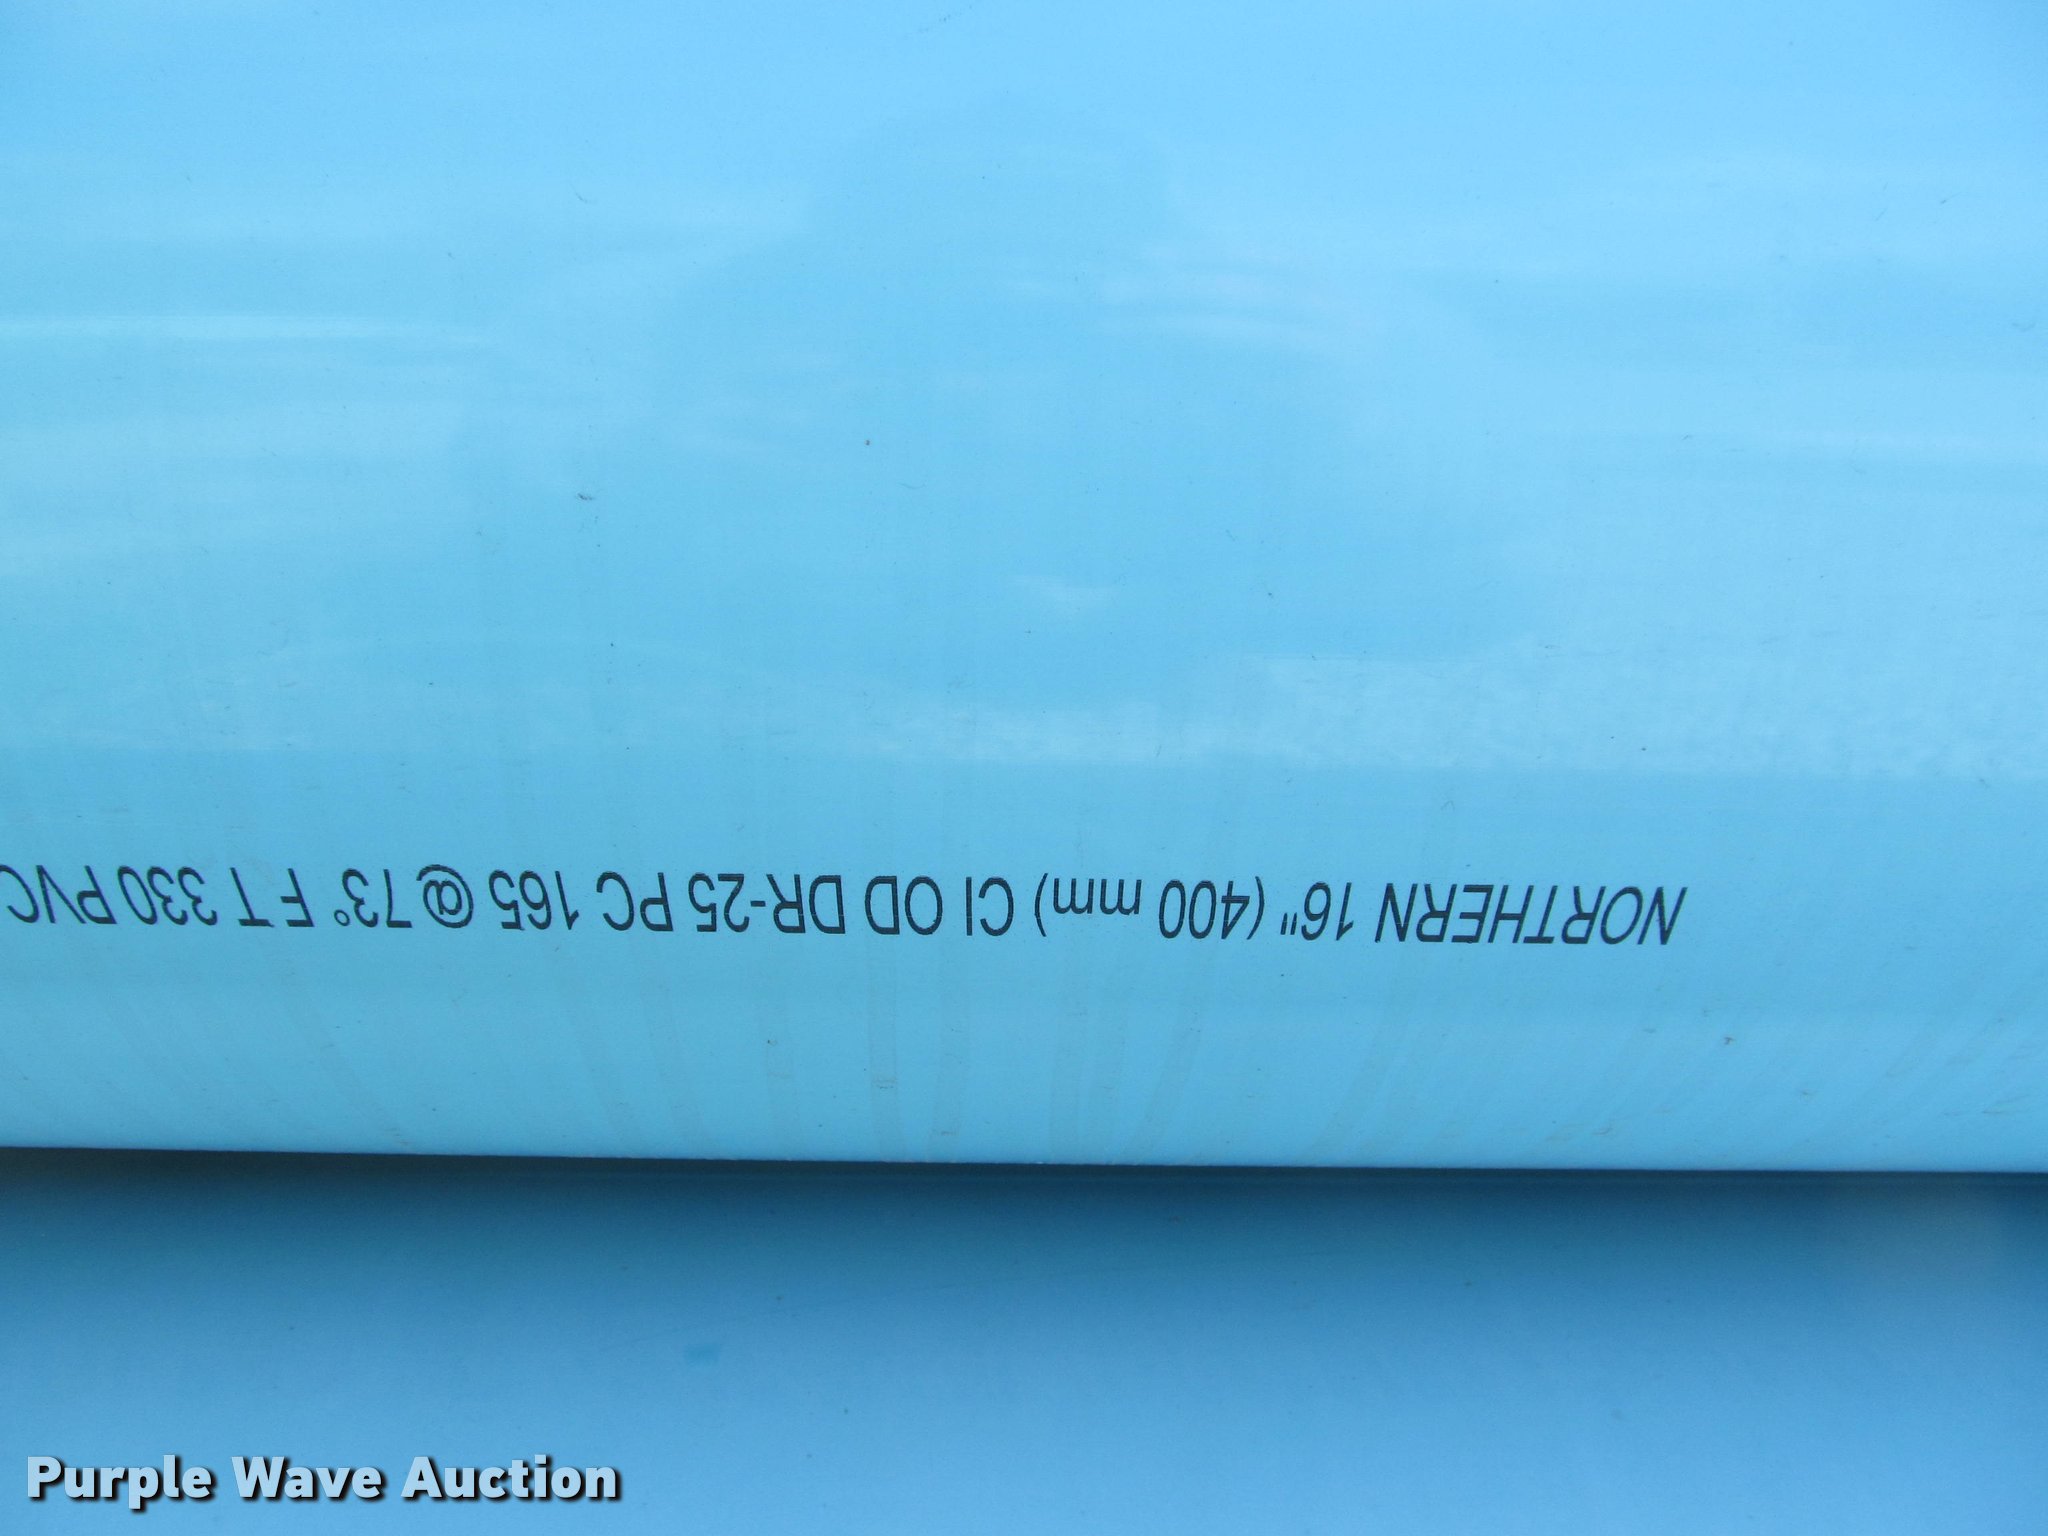 NORTHERN 16" (400 mm) CI OD DR-25 PC 165 @ 73° F T 330 PVC
Purple Wave Auction